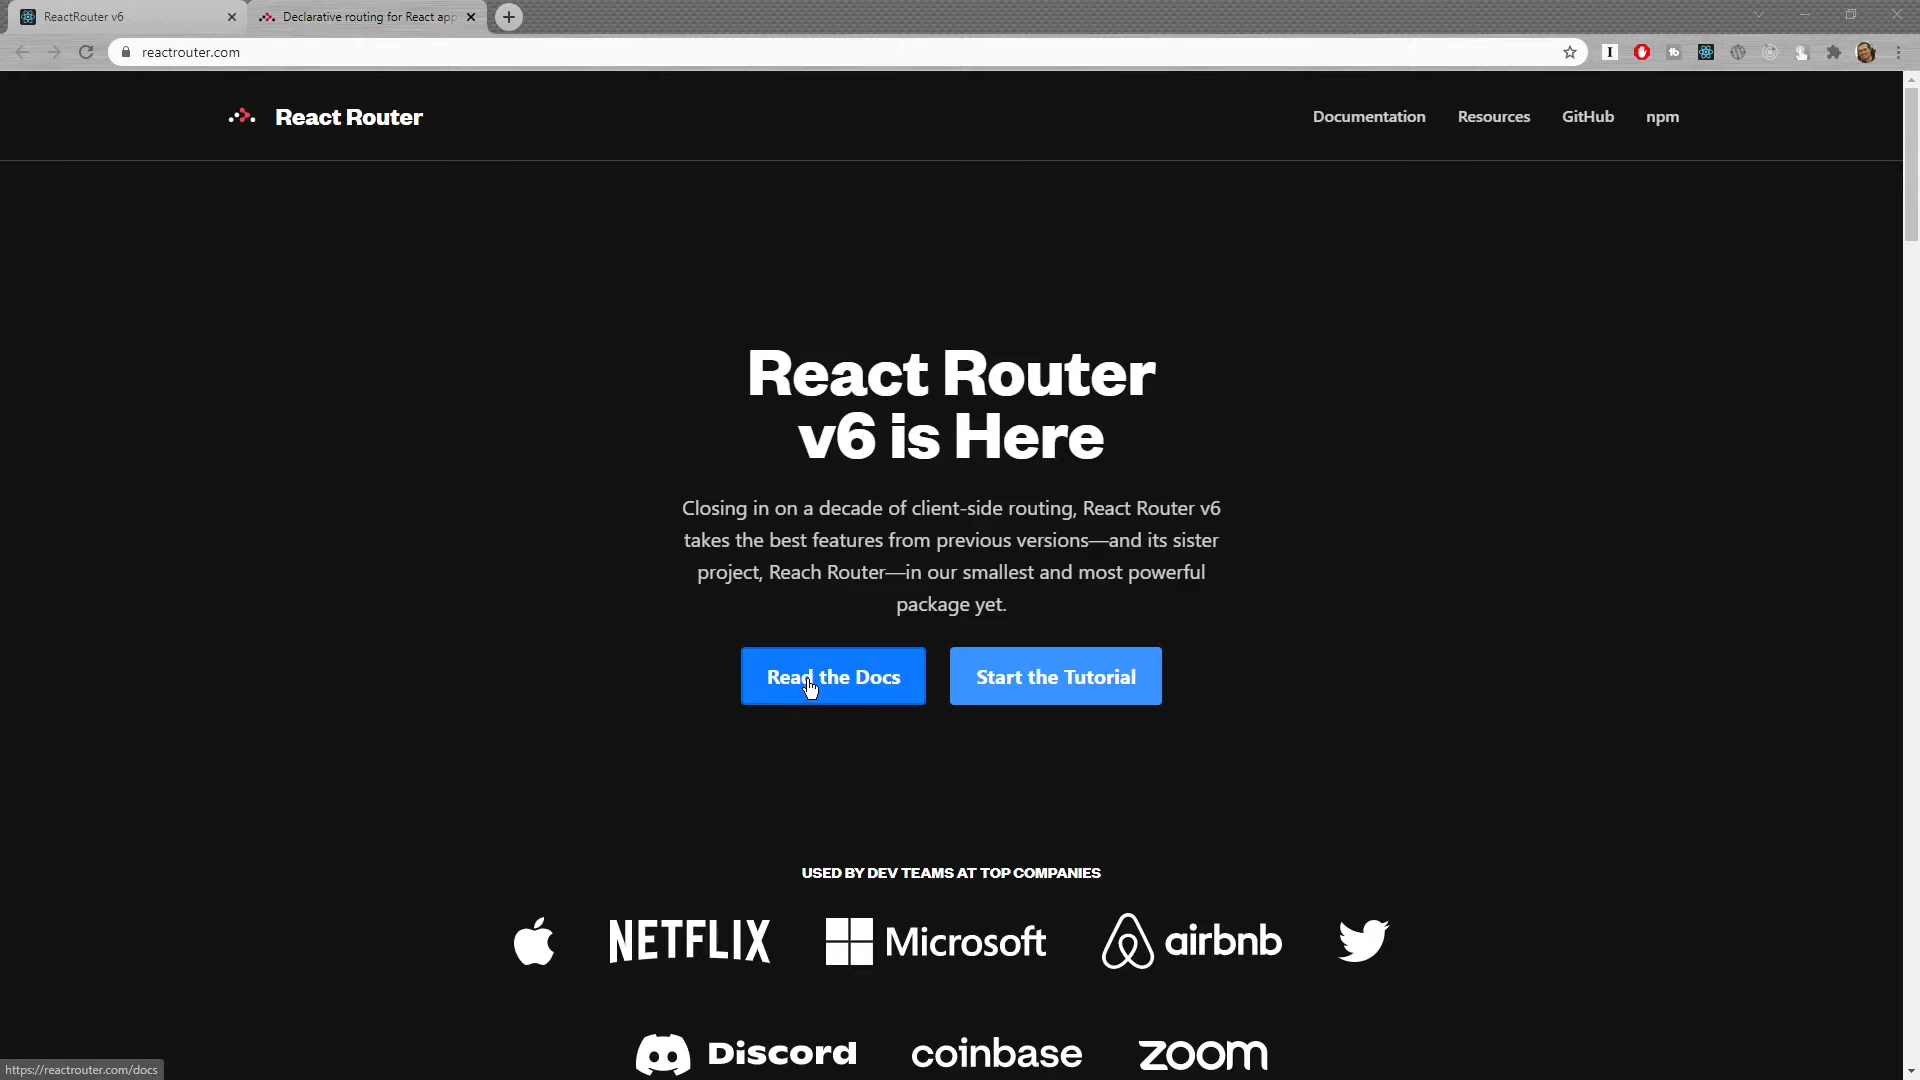 ReactRouter v6
Declarative routing for React app
reactrouter.com
React Router
Documentation
Resources
GitHub
npm
React Router
v6 is Here
Closing in on a decade of client-side routing, React Router v6
takes the best features from previous versions—and its sister
project, Reach Router—in our smallest and most powerful
package yet.
Read the Docs
Start the Tutorial
USED BY DEV TEAMS AT TOP COMPANIES
NETFLIX
Microsoft
airbnb
Discord
coinbase
zoom
https://reactrouter.com/docs